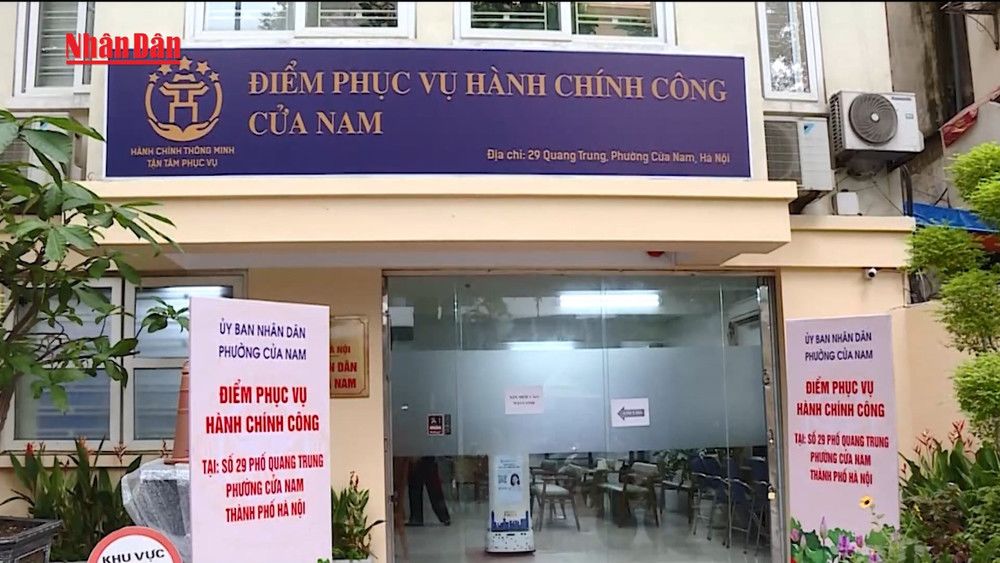 Nhân Dân
ĐIỂM PHỤC VỤ HÀNH CHÍNH CÔNG
CỬA NAM
HÀNH CHÍNH THÔNG MINH
TẬN TÂM PHỤC VỤ
Địa chỉ: 29 Quang Trung, Phường Cửa Nam, Hà Nội
ỦY BAN NHÂN DÂN
PHƯỜNG CỬA NAM
ĐIỂM PHỤC VỤ
HÀNH CHÍNH CÔNG
TẠI: SỐ 29 PHỐ QUANG TRUNG
PHƯỜNG CỬA NAM
THÀNH PHỐ HÀ NỘI
HÀ NỘI
DÂN
NAM
ỦY BAN NHÂN DÂN
PHƯỜNG CỬA NAM
ĐIỂM PHỤC VỤ
HÀNH CHÍNH CÔNG
TẠI: SỐ 29 PHỐ QUANG TRUNG
PHƯỜNG CỬA NAM
THÀNH PHỐ HÀ NỘI
KHU VỰC